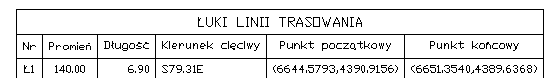 ŁUKI LINII TRASOWANIA
Nr Promień Długość Kierunek cięciwy Punkt początkowy Punkt końcowy
Ł1 140.00 6.90 S79.31E (6644.5793,4390.9156) (6651.3540,4389.6368)